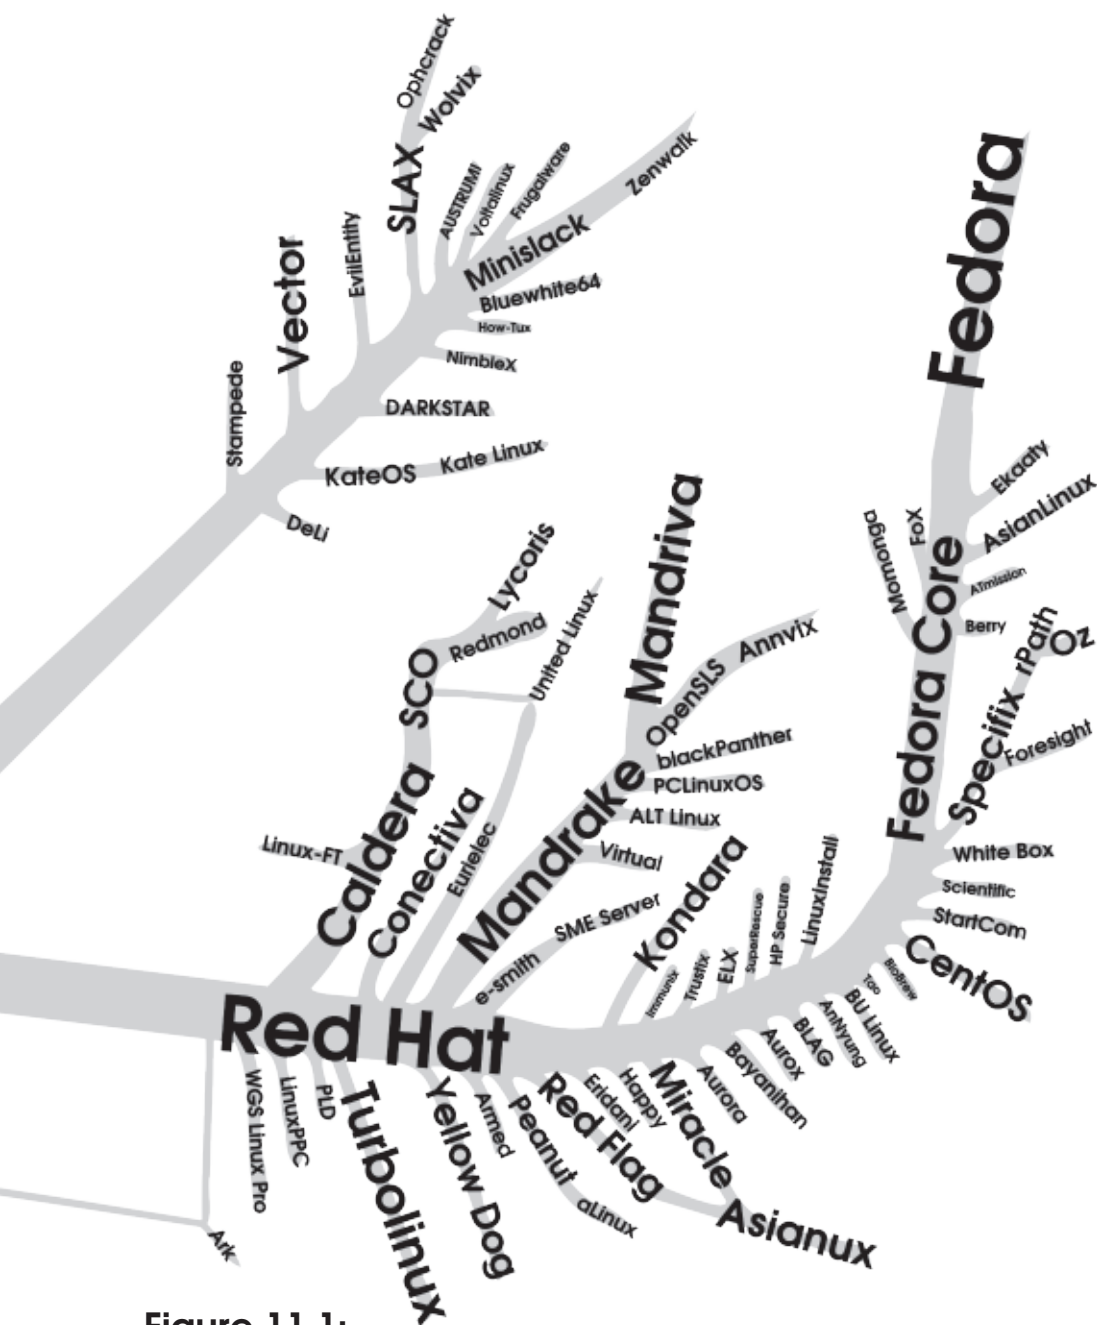 Ophcrack
Wolvix
SLAX
AUSTRUMI
Voltalinux
Frugalware
Zenwalk
Minislack
EvilEntity
Vector
Bluewhite64
How-Tux
NimbleX
Stampede
DARKSTAR
KateOS
Kate Linux
DeLi
Fedora
Ekaaty
AsianLinux
Fox
Momonga
ATmission
Berry
Fedora Core
rPath
Oz
Specifix
Foresight
White Box
Scientific
StartCom
CentOS
BioBrew
Tao
BU Linux
AnNyung
BLAG
Aurox
Bayanihan
Aurora
Lycoris
Redmond
United Linux
SCO
Caldera
Linux-FT
Conectiva
Eurielec
Mandriva
Annvix
OpenSLS
blackPanther
PCLinuxOS
ALT Linux
Virtual
Mandrake
SME Server
e-smith
Kondara
Immunix
Trustix
ELX
SuperRescue
HP Secure
LinuxInstall
Red Hat
WGS Linux Pro
LinuxPPC
PLD
Turbolinux
Yellow Dog
Armed
Peanut
aLinux
Red Flag
Eridani
Happy
Miracle
Asianux
Ark
Figure 11.1: